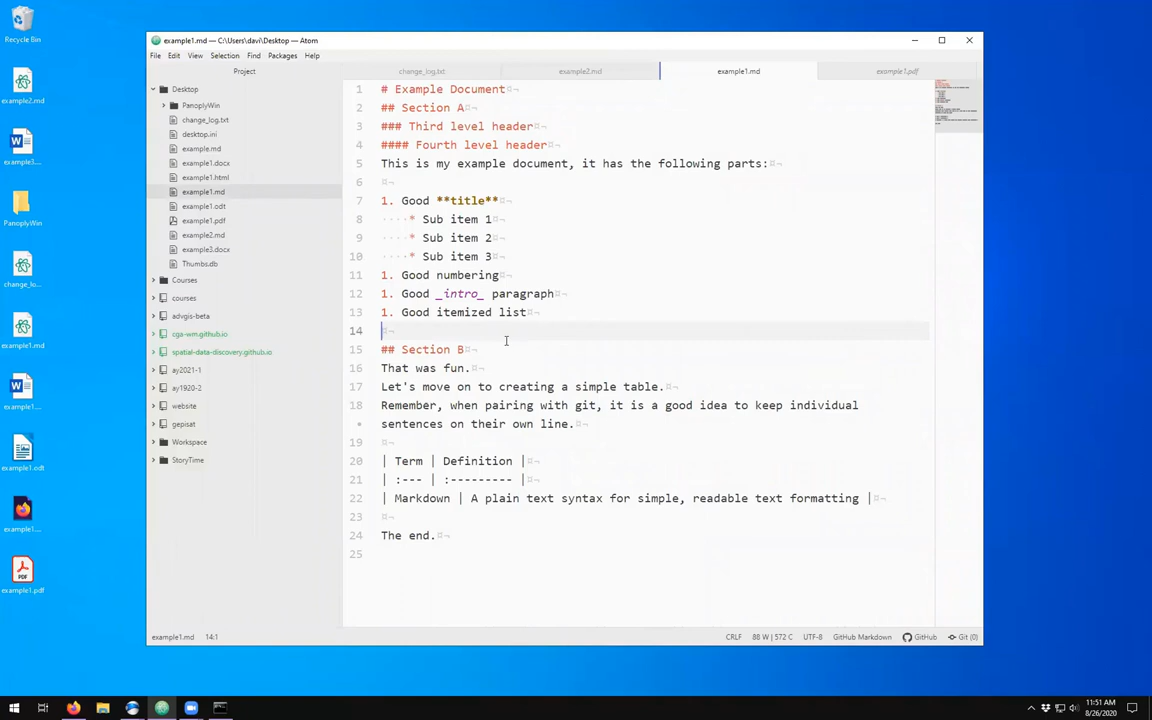 Recycle Bin
example2.md
example3....
PanoplyWin
change_lo...
example1.md
example1....
example1.odt
example1....
example1.pdf
example1.md — C:\Users\davi\Desktop — Atom
File Edit View Selection Find Packages Help
Project
Desktop
PanoplyWin
change_log.txt
desktop.ini
example.md
example1.docx
example1.html
example1.md
example1.odt
example1.pdf
example2.md
example3.docx
Thumbs.db
Courses
courses
advgis-beta
cga-wm.github.io
spatial-data-discovery.github.io
ay2021-1
ay1920-2
website
gepisat
Workspace
StoryTime
change_log.txt example2.md example1.md example1.pdf
1 # Example Document¤¬
2 ## Section A¤¬
3 ### Third level header¤¬
4 #### Fourth level header¤¬
5 This is my example document, it has the following parts:¤¬
6 ¤¬
7 1. Good **title**¤¬
8 ····* Sub item 1¤¬
9 ····* Sub item 2¤¬
10 ····* Sub item 3¤¬
11 1. Good numbering¤¬
12 1. Good _intro_ paragraph¤¬
13 1. Good itemized list¤¬
14 ¤¬
15 ## Section B¤¬
16 That was fun.¤¬
17 Let's move on to creating a simple table.¤¬
18 Remember, when pairing with git, it is a good idea to keep individual
• sentences on their own line.¤¬
19 ¤¬
20 | Term | Definition |¤¬
21 | :--- | :--------- |¤¬
22 | Markdown | A plain text syntax for simple, readable text formatting |¤¬
23 ¤¬
24 The end.¤¬
25
example1.md 14:1 CRLF 88 W | 572 C UTF-8 GitHub Markdown GitHub Git (0)
11:51 AM
8/26/2020